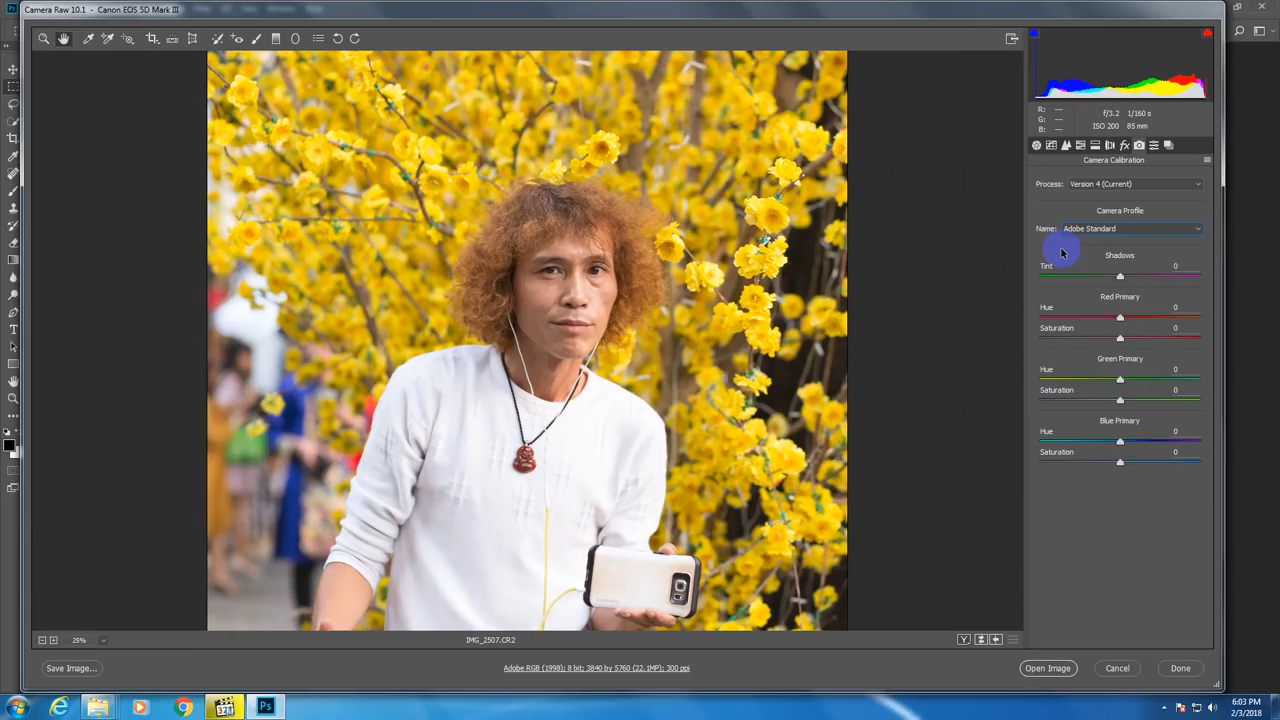 Camera Raw 10.1 - Canon EOS 5D Mark III
R: ---
G: ---
B: ---
f/3.2 1/160 s
ISO 200 85 mm
Camera Calibration
Process: Version 4 (Current)
Camera Profile
Name: Adobe Standard
Shadows
Tint 0
Red Primary
Hue 0
Saturation 0
Green Primary
Hue 0
Saturation 0
Blue Primary
Hue 0
Saturation 0
25%
IMG_2507.CR2
Y
Save Image...
Adobe RGB (1998); 8 bit; 3840 by 5760 (22.1MP); 300 ppi
Open Image
Cancel
Done
Ps
6:03 PM
2/3/2018